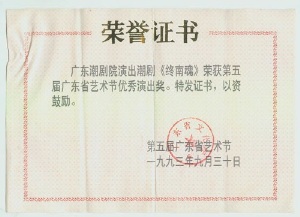 荣誉证书
广东潮剧院演出潮剧《终南魂》荣获第五
届广东省艺术节优秀演出奖。特发证书，以资
鼓励。
第五届广东省艺术节
一九九三年九月三十日